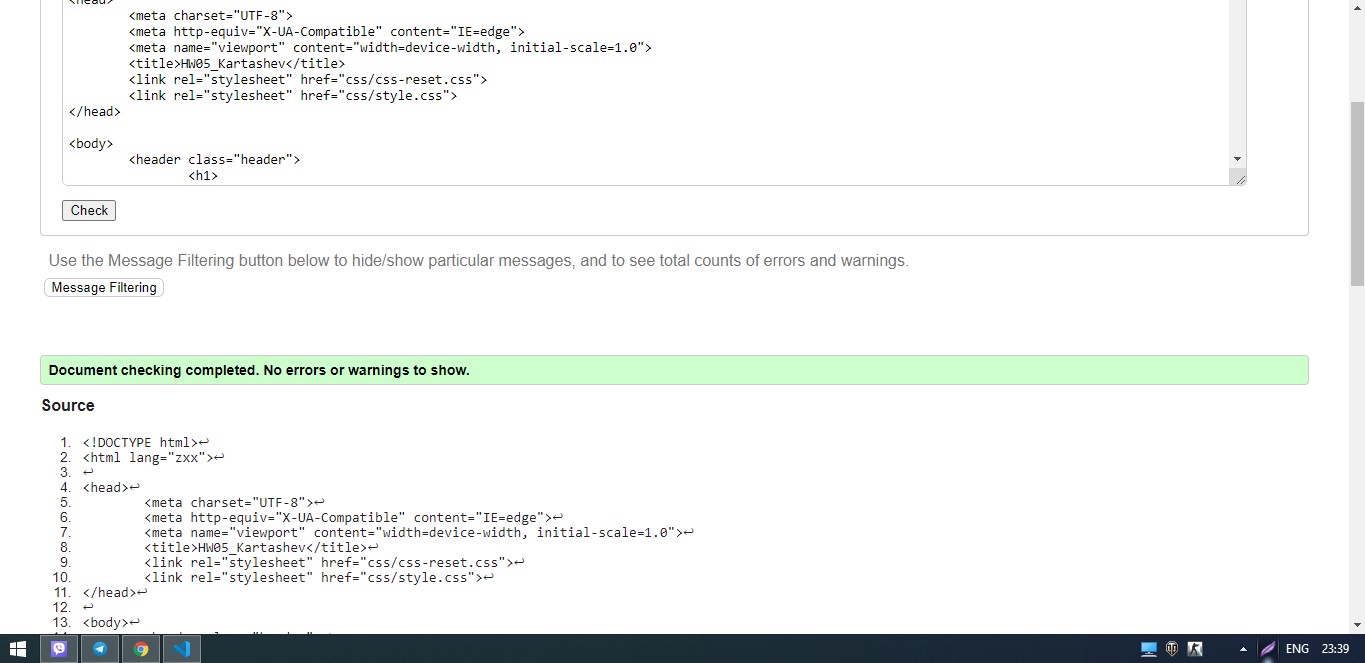 <head>
<meta charset="UTF-8">
<meta http-equiv="X-UA-Compatible" content="IE=edge">
<meta name="viewport" content="width=device-width, initial-scale=1.0">
<title>HW05_Kartashev</title>
<link rel="stylesheet" href="css/css-reset.css">
<link rel="stylesheet" href="css/style.css">
</head>
<body>
<header class="header">
<h1>
Check
Use the Message Filtering button below to hide/show particular messages, and to see total counts of errors and warnings.
Message Filtering
Document checking completed. No errors or warnings to show.
Source
1. <!DOCTYPE html>↩
2. <html lang="zxx">↩
3. ↩
4. <head>↩
5. <meta charset="UTF-8">↩
6. <meta http-equiv="X-UA-Compatible" content="IE=edge">↩
7. <meta name="viewport" content="width=device-width, initial-scale=1.0">↩
8. <title>HW05_Kartashev</title>↩
9. <link rel="stylesheet" href="css/css-reset.css">↩
10. <link rel="stylesheet" href="css/style.css">↩
11. </head>↩
12. ↩
13. <body>↩
ENG 23:39